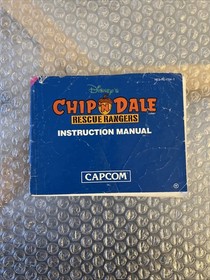 Disney's
CHIP DALE
RESCUE RANGERS
INSTRUCTION MANUAL
CAPCOM